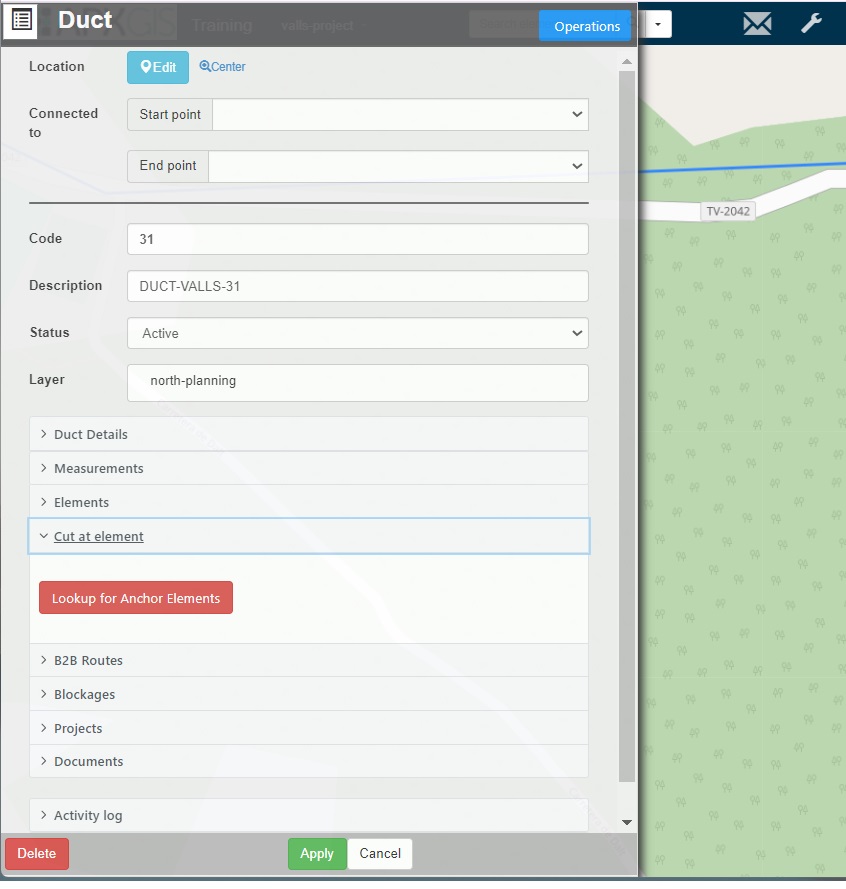 Duct
ARKGIS
Training
valls-project
Operations
Location
Edit
Center
Connected to
Start point
End point
TV-2042
Code
31
Description
DUCT-VALLS-31
Status
Active
Layer
north-planning
Duct Details
Measurements
Elements
Cut at element
Lookup for Anchor Elements
B2B Routes
Blockages
Projects
Documents
Activity log
Delete
Apply
Cancel